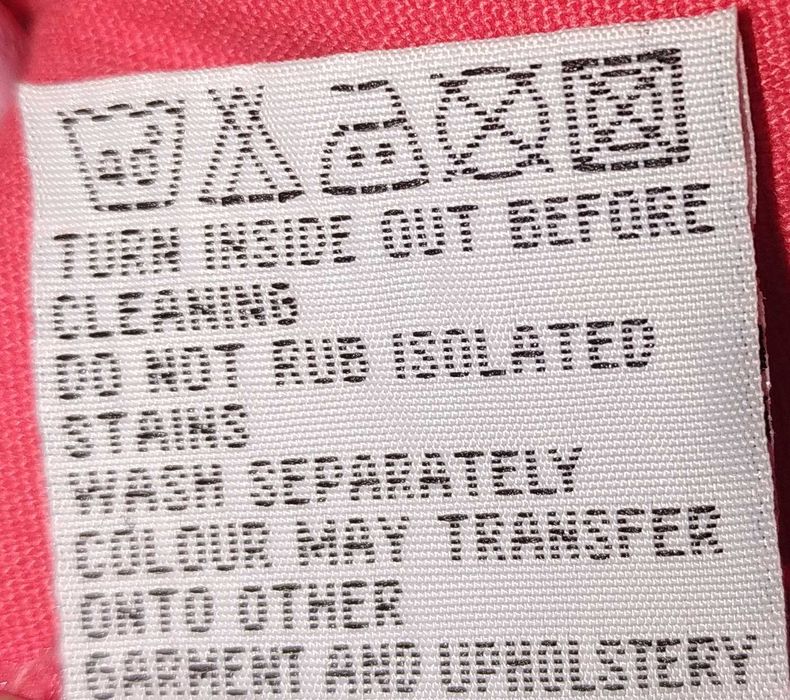 40
TURN INSIDE OUT BEFORE
CLEANING
DO NOT RUB ISOLATED
STAINS
WASH SEPARATELY
COLOUR MAY TRANSFER
ONTO OTHER
GARMENT AND UPHOLSTERY